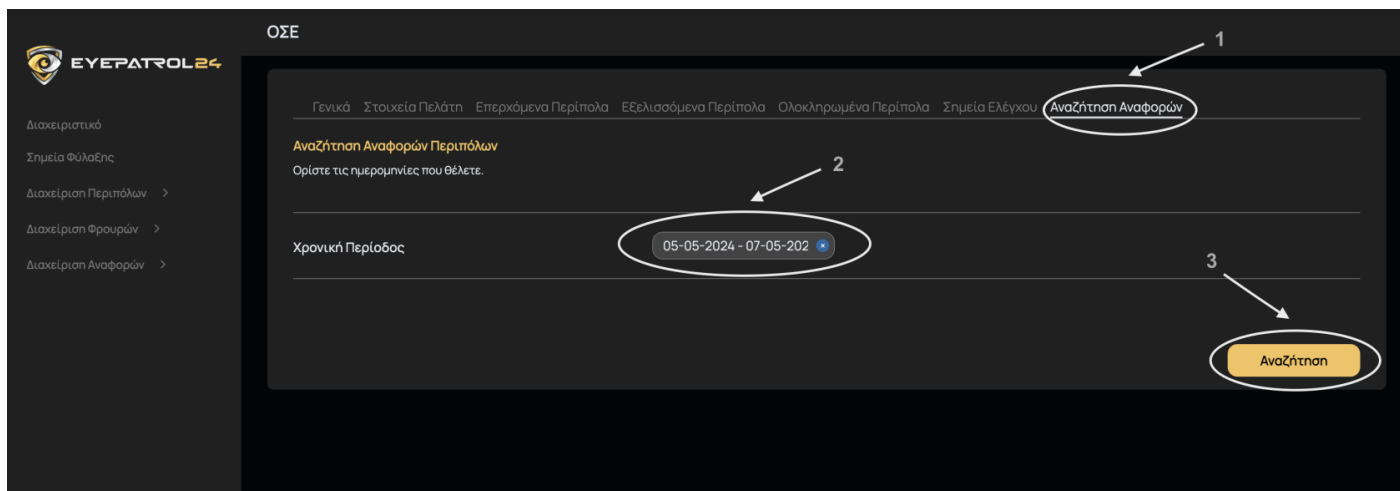 ΟΣΕ
1
EYEPATROL24
Γενικά Στοιχεία Πελάτη Επερχόμενα Περίπολα Εξελισσόμενα Περίπολα Ολοκληρωμένα Περίπολα Σημεία Ελέγχου Αναζήτηση Αναφορών
Διαχειριστικό
Σημεία Φύλαξης
Διαχείριση Περιπόλων >
Διαχείριση Φρουρών >
Διαχείριση Αναφορών >
Αναζήτηση Αναφορών Περιπόλων
Ορίστε τις ημερομηνίες που θέλετε.
2
Χρονική Περίοδος 05-05-2024 - 07-05-202
3
Αναζήτηση